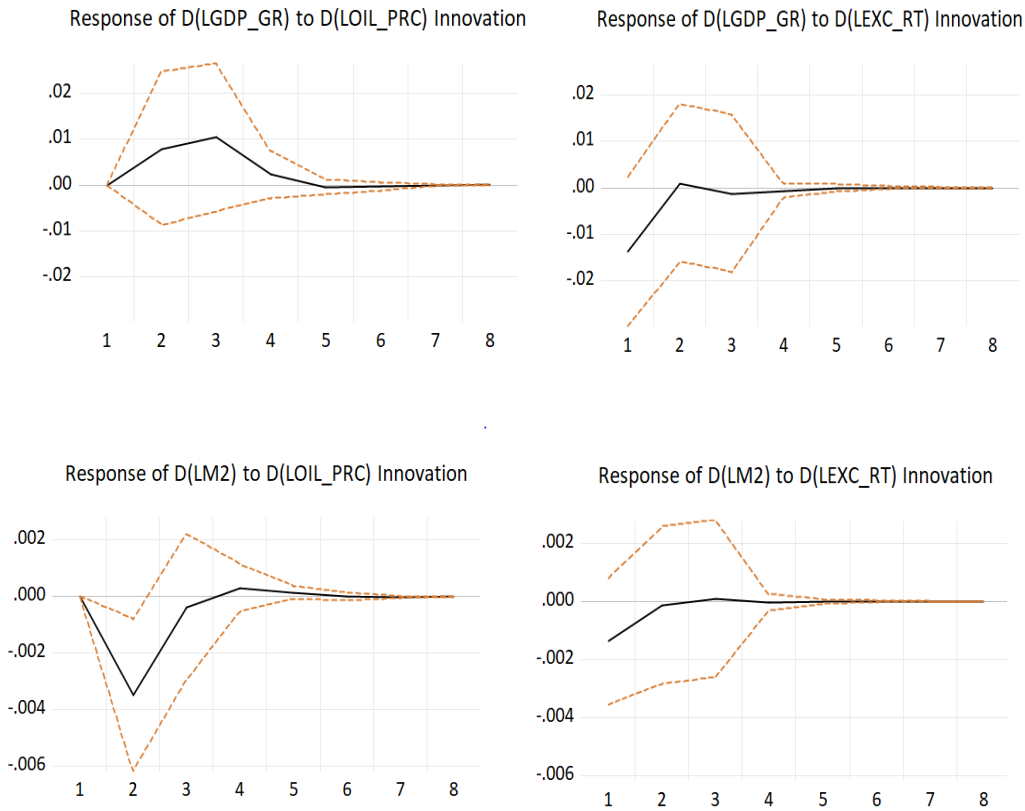 Response of D(LGDP_GR) to D(LOIL_PRC) Innovation
.02
.01
.00
-.01
-.02
1 2 3 4 5 6 7 8
Response of D(LGDP_GR) to D(LEXC_RT) Innovation
.02
.01
.00
-.01
-.02
1 2 3 4 5 6 7 8
Response of D(LM2) to D(LOIL_PRC) Innovation
.002
.000
-.002
-.004
-.006
1 2 3 4 5 6 7 8
Response of D(LM2) to D(LEXC_RT) Innovation
.002
.000
-.002
-.004
-.006
1 2 3 4 5 6 7 8